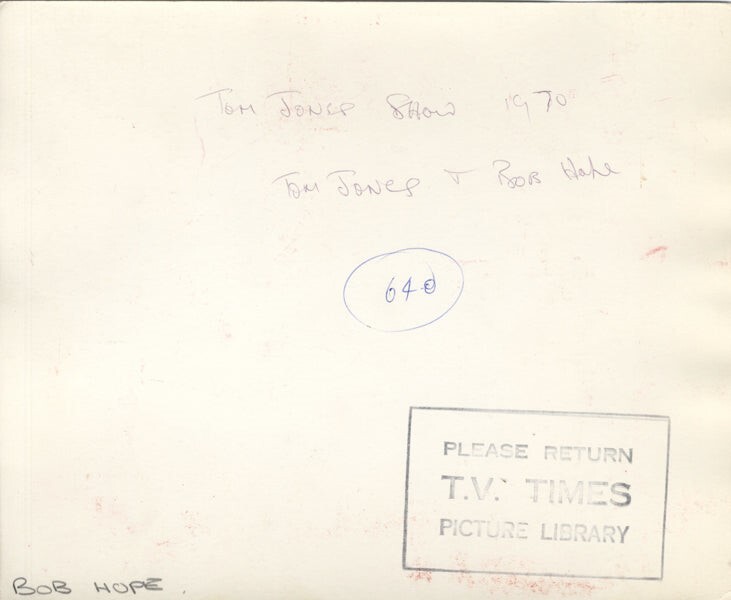 TOM JONES SHOW 1970
TOM JONES + BOB HOPE
640
PLEASE RETURN
T.V. TIMES
PICTURE LIBRARY
BOB HOPE.